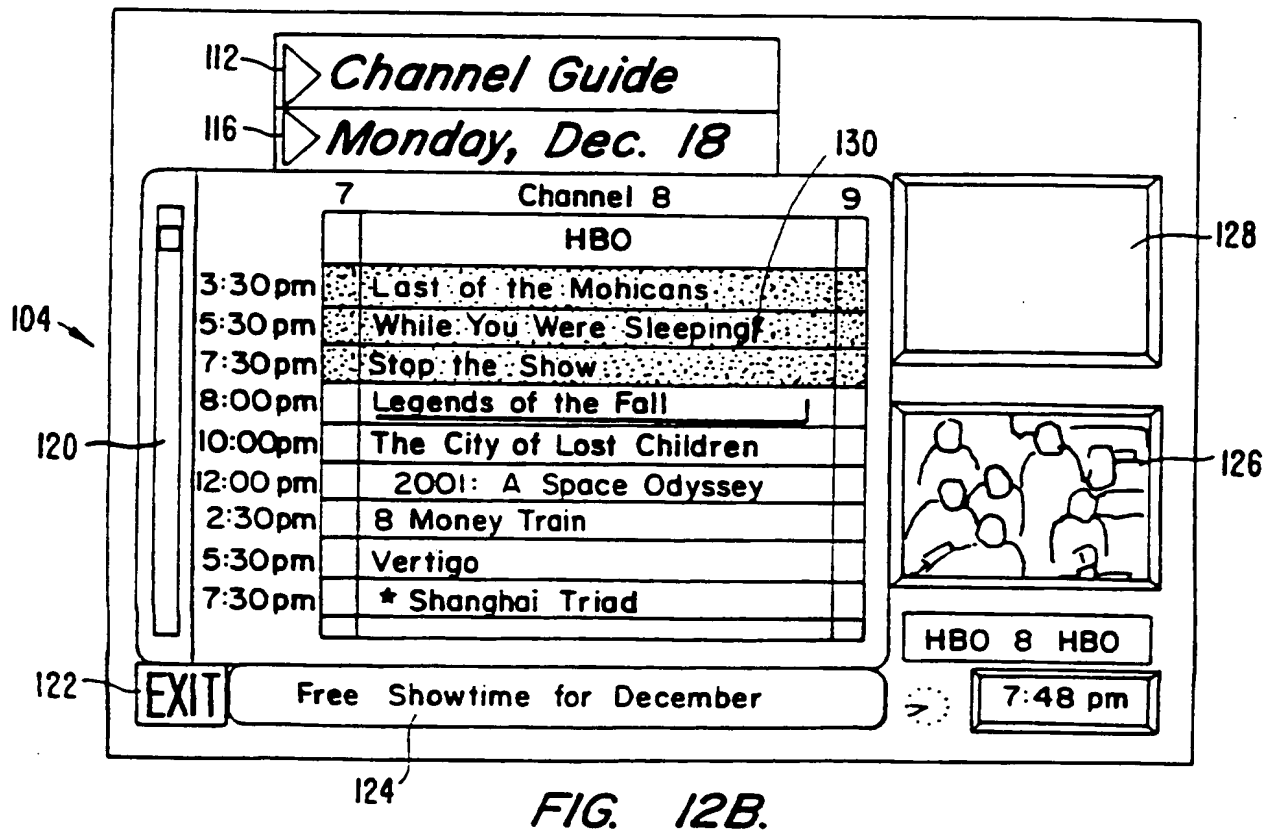 112 Channel Guide
116 Monday, Dec. 18
130
7 Channel 8 9
HBO
128
3:30pm Last of the Mohicans
104
5:30pm While You Were Sleeping
7:30pm Stop the Show
8:00pm Legends of the Fall
120
10:00pm The City of Lost Children
126
12:00 pm 2001: A Space Odyssey
2:30pm 8 Money Train
5:30pm Vertigo
7:30pm * Shanghai Triad
HBO 8 HBO
122
EXIT Free Showtime for December
7:48 pm
124
FIG. 12B.